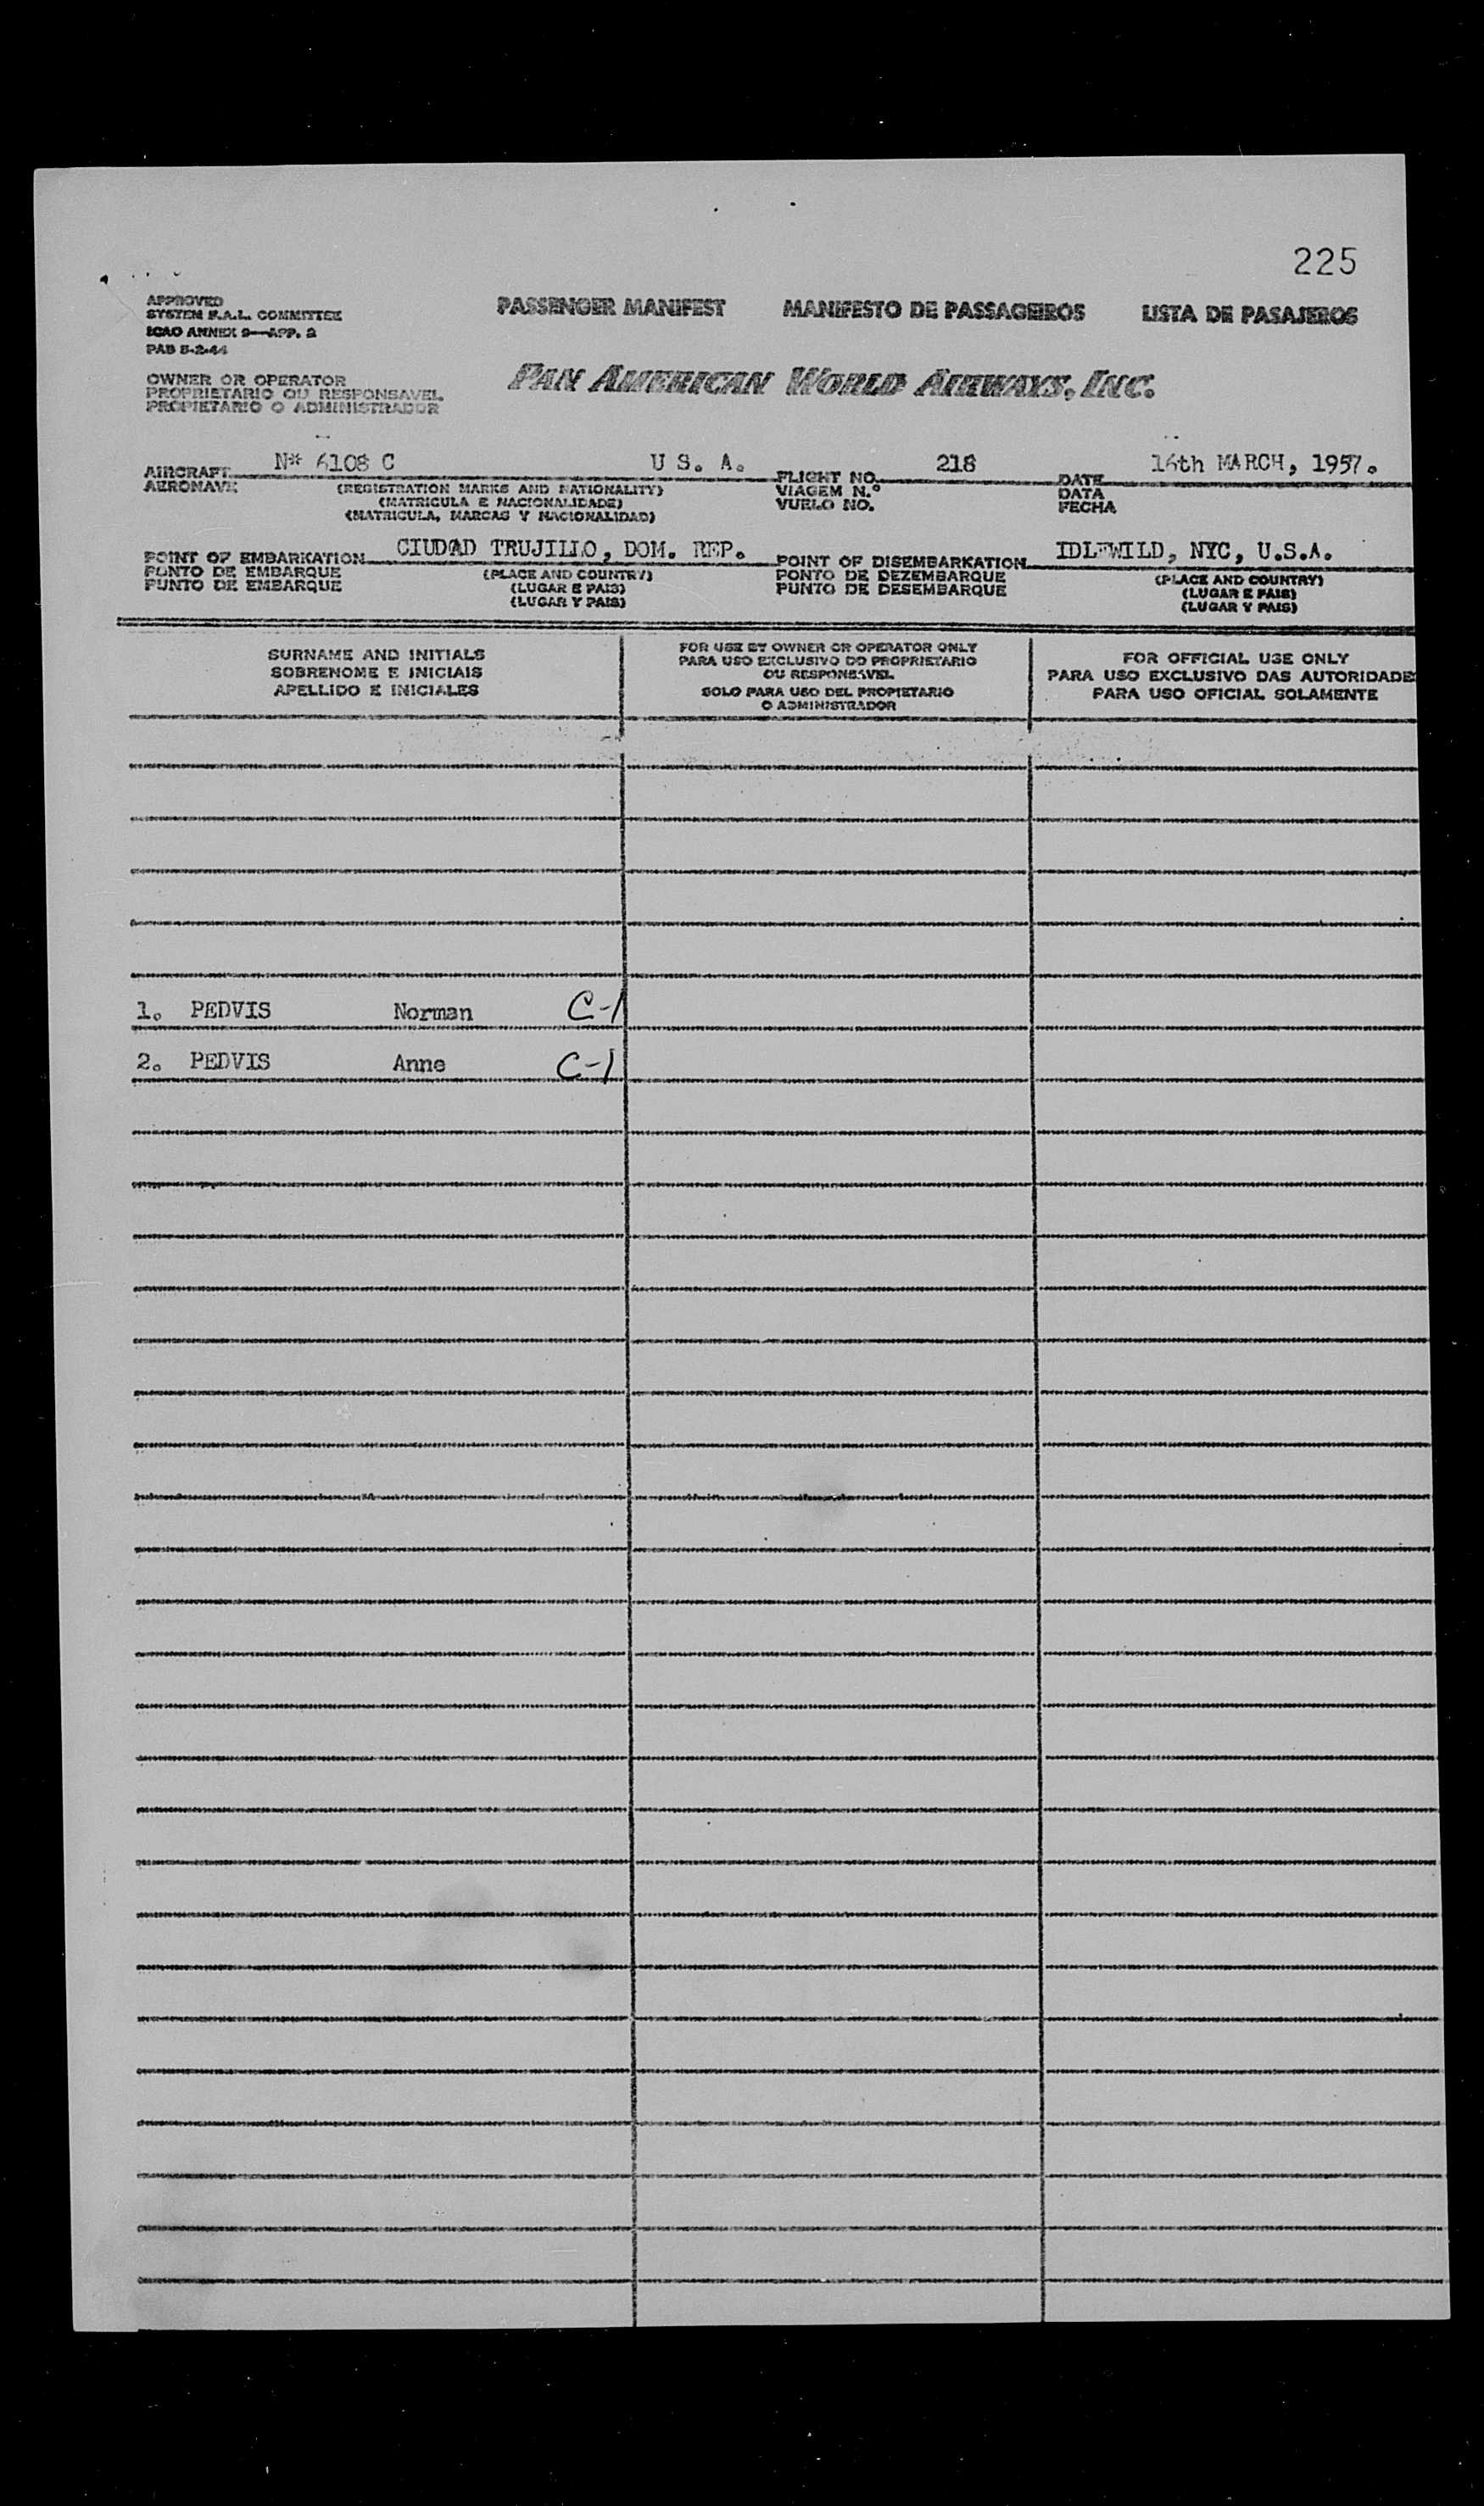 225
APPROVED
SYSTEM F.A.L. COMMITTEE
ICAO ANNEX 9—APP. 2
PAB 5-2-44
PASSENGER MANIFEST MANIFESTO DE PASSAGEIROS LISTA DE PASAJEROS
OWNER OR OPERATOR
PROPRIETARIO OU RESPONSAVEL
PROPIETARIO O ADMINISTRADOR
PAN AMERICAN WORLD AIRWAYS, INC.
AIRCRAFT N* 6108 C U S. A. FLIGHT NO. 218 DATE 16th MARCH, 1957.
AERONAVE (REGISTRATION MARKS AND NATIONALITY) VIAGEM N.° DATA
(MATRICULA E NACIONALIDADE) VUELO NO. FECHA
(MATRICULA, MARCAS Y NACIONALIDAD)
POINT OF EMBARKATION CIUDAD TRUJILLO, DOM. REP. POINT OF DISEMBARKATION IDLEWILD, NYC, U.S.A.
PONTO DE EMBARQUE (PLACE AND COUNTRY) PONTO DE DEZEMBARQUE (PLACE AND COUNTRY)
PUNTO DE EMBARQUE (LUGAR E PAIS) PUNTO DE DESEMBARQUE (LUGAR E PAIS)
(LUGAR Y PAIS) (LUGAR Y PAIS)
SURNAME AND INITIALS
SOBRENOME E INICIAIS
APELLIDO E INICIALES
FOR USE BY OWNER OR OPERATOR ONLY
PARA USO EXCLUSIVO DO PROPRIETARIO
OU RESPONSAVEL
SOLO PARA USO DEL PROPIETARIO
O ADMINISTRADOR
FOR OFFICIAL USE ONLY
PARA USO EXCLUSIVO DAS AUTORIDADES
PARA USO OFICIAL SOLAMENTE
1. PEDVIS Norman C-1
2. PEDVIS Anne C-1